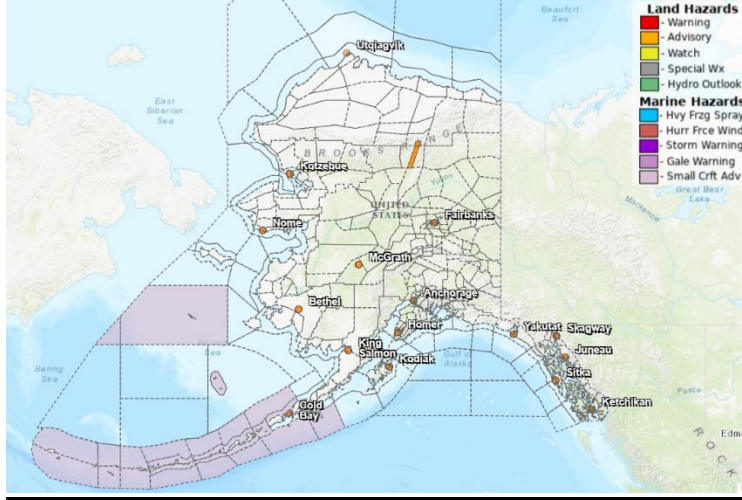 Land Hazards
- Warning
- Advisory
- Watch
- Special Wx
- Hydro Outlook
Marine Hazards
- Hvy Frzg Spray
- Hurr Frce Wind
- Storm Warning
- Gale Warning
- Small Crft Adv
Beaufort
Sea
Utqiagvik
East
Siberian
Sea
BROOKS RANGE
Kotzebue
Yukon
Great Bear
Lake
Mackenzie
UNITED
STATES
Nome
Fairbanks
McGrath
Anchorage
Bethel
Homer
Yakutat
Skagway
King
Salmon
Juneau
Gulf of
Alaska
Kodiak
Bering
Sea
Sitka
Peace
Cold
Bay
Ketchikan
Edm
ROCK